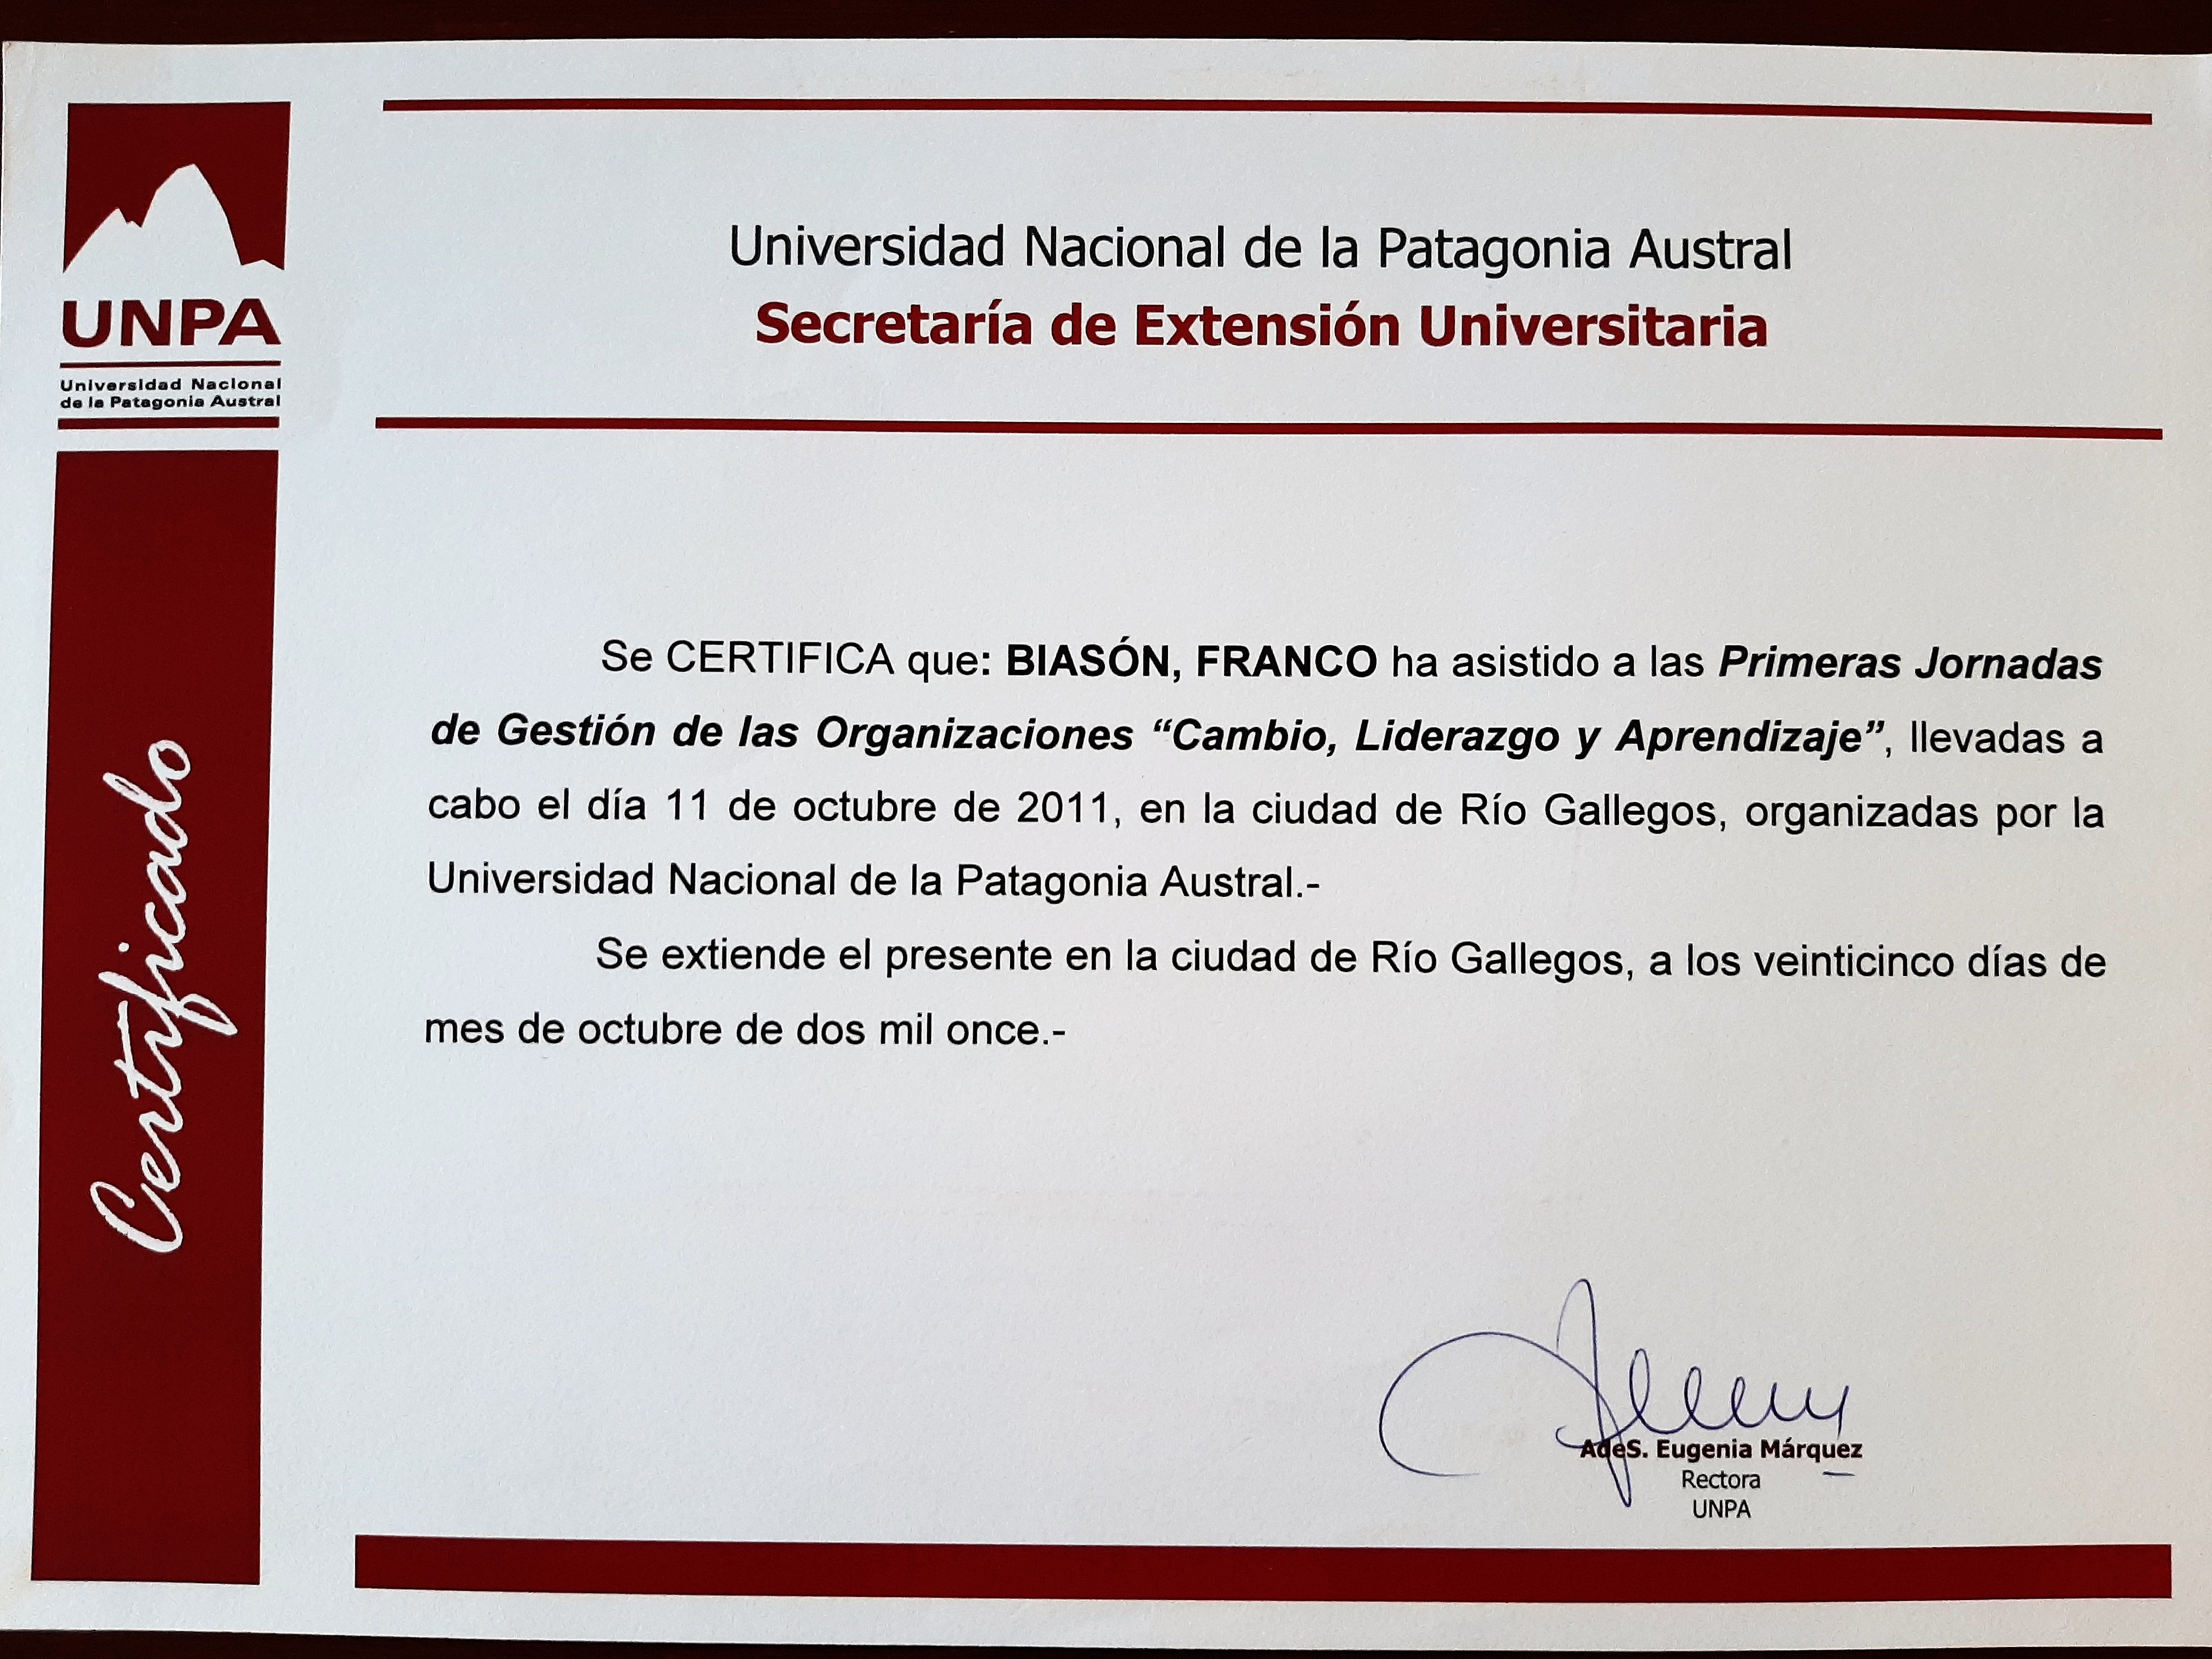 UNPA
Universidad Nacional
de la Patagonia Austral
Certificado
Universidad Nacional de la Patagonia Austral
Secretaría de Extensión Universitaria
Se CERTIFICA que: BIASÓN, FRANCO ha asistido a las Primeras Jornadas
de Gestión de las Organizaciones “Cambio, Liderazgo y Aprendizaje”, llevadas a
cabo el día 11 de octubre de 2011, en la ciudad de Río Gallegos, organizadas por la
Universidad Nacional de la Patagonia Austral.-
Se extiende el presente en la ciudad de Río Gallegos, a los veinticinco días de
mes de octubre de dos mil once.-
AdeS. Eugenia Márquez
Rectora
UNPA